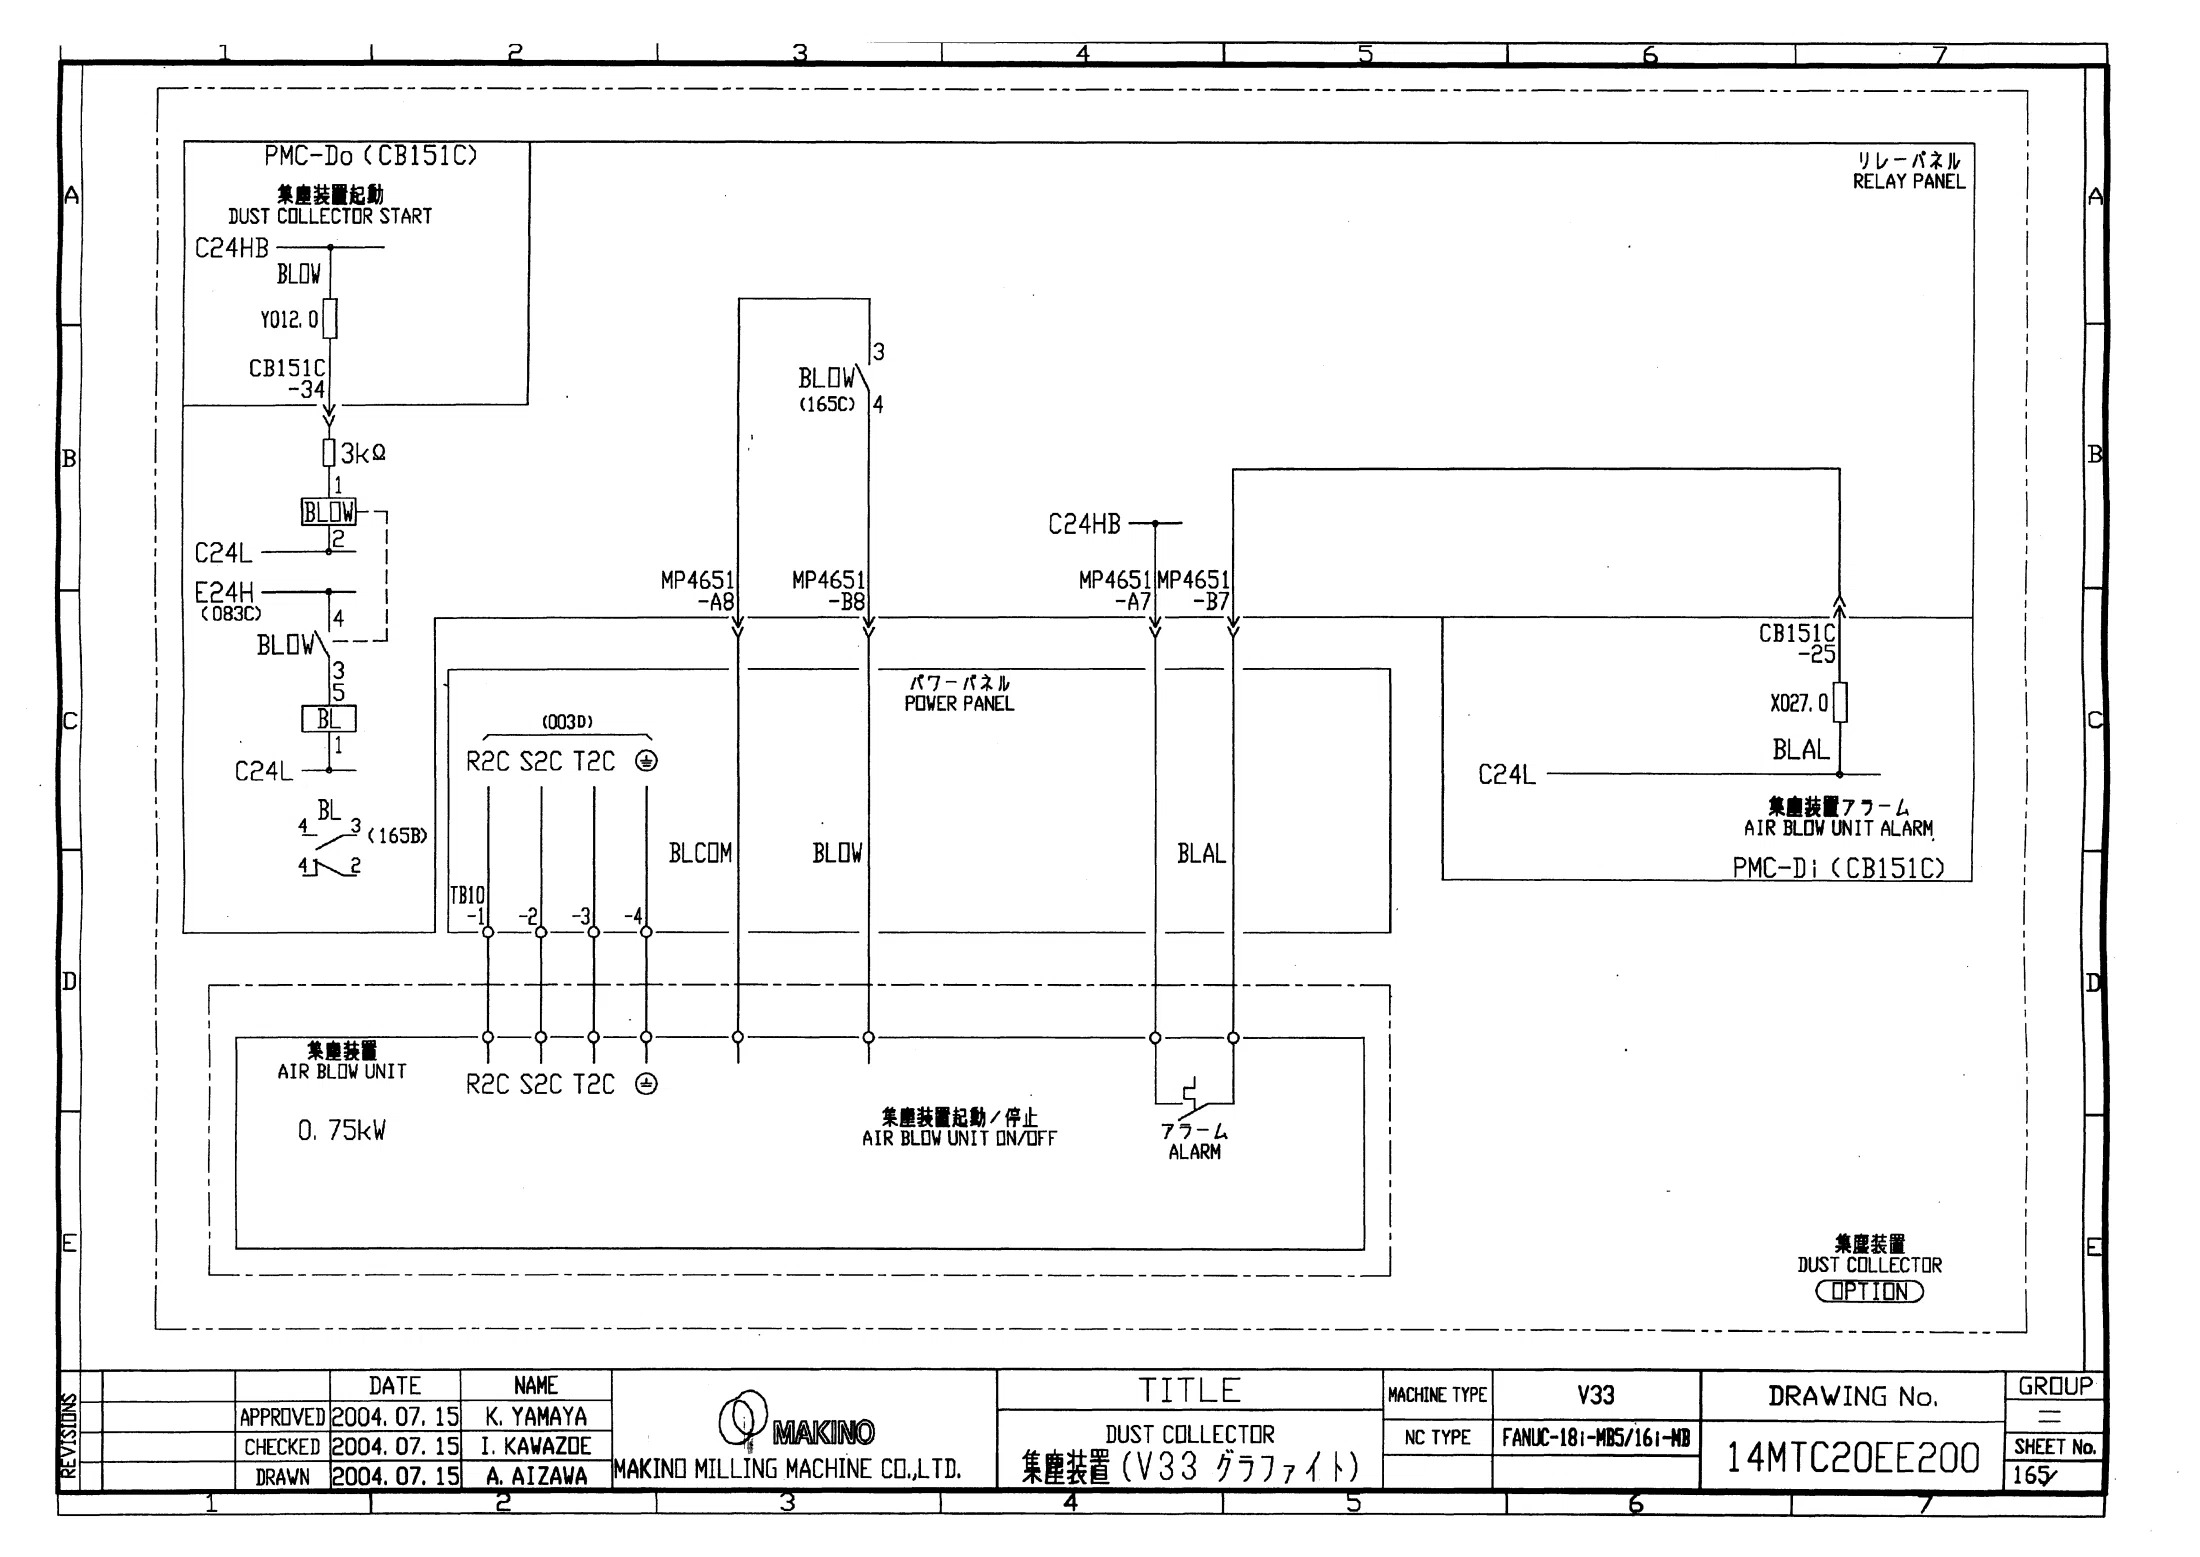 1 2 3 4 5 6 7
A
B
C
D
E
PMC-Do (CB151C)
集塵装置起動
DUST COLLECTOR START
C24HB
BLOW
Y012.0
CB151C
-34
3kΩ
1
BLOW
2
C24L
E24H
(083C)
4
BLOW
3
5
BL
1
C24L
BL
4 3 (165B)
4 2
リレーパネル
RELAY PANEL
3
BLOW
(165C) 4
MP4651
-A8
MP4651
-B8
C24HB
MP4651
-A7
MP4651
-B7
パワーパネル
POWER PANEL
(003D)
R2C S2C T2C
BLCOM
BLOW
BLAL
TB10
-1 -2 -3 -4
CB151C
-25
X027.0
BLAL
C24L
集塵装置アラーム
AIR BLOW UNIT ALARM
PMC-Di (CB151C)
集塵装置
AIR BLOW UNIT
R2C S2C T2C
0.75kW
集塵装置起動/停止
AIR BLOW UNIT ON/OFF
アラーム
ALARM
集塵装置
DUST COLLECTOR
OPTION
A
B
C
D
E
REVISIONS
DATE NAME
APPROVED 2004.07.15 K. YAMAYA
CHECKED 2004.07.15 I. KAWAZOE
DRAWN 2004.07.15 A. AIZAWA
MAKINO
MAKINO MILLING MACHINE CO.,LTD.
TITLE
DUST COLLECTOR
集塵装置 (V33 グラファイト)
MACHINE TYPE V33
NC TYPE FANUC-18i-MB5/16i-MB
DRAWING No.
14MTC20EE200
GROUP
=
SHEET No.
165/
1 2 3 4 5 6 7